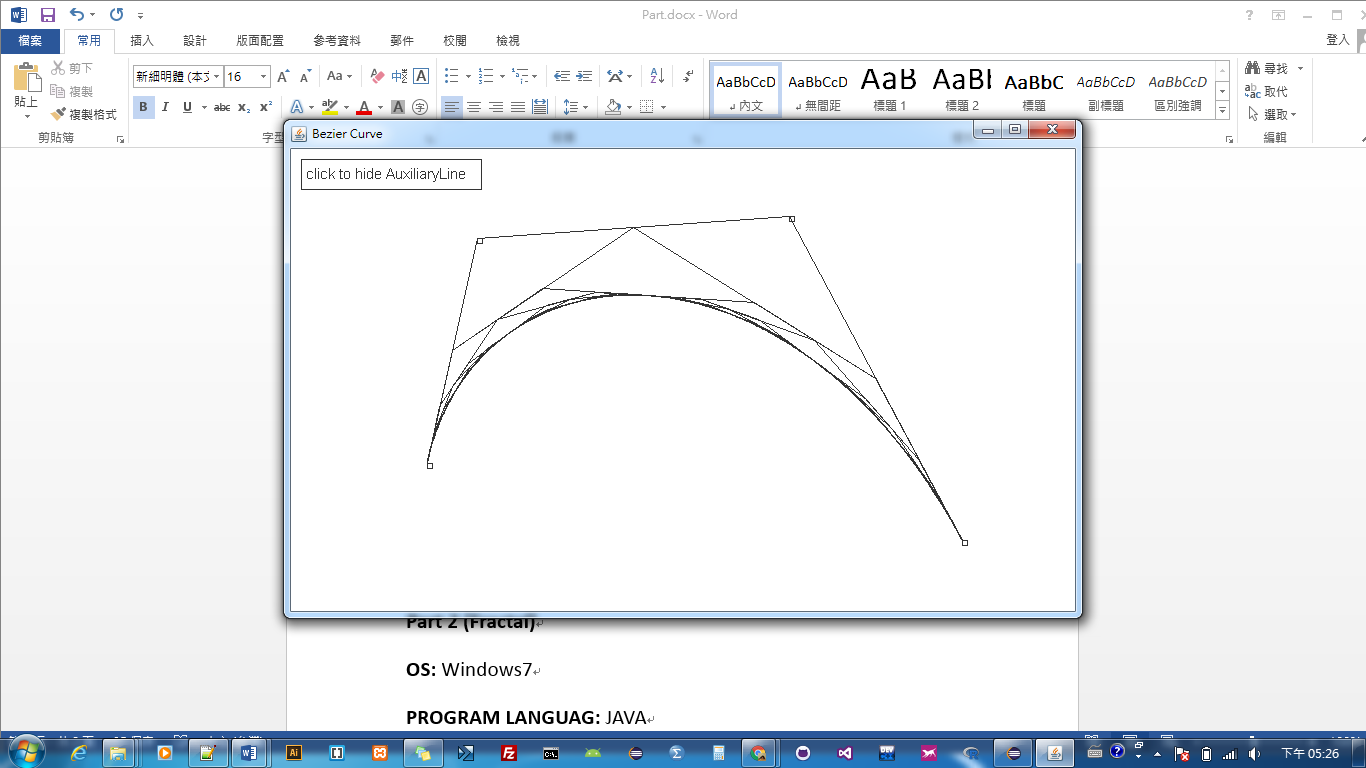 Part.docx - Word
?
檔案 常用 插入 設計 版面配置 參考資料 郵件 校閱 檢視 登入
貼上
剪下
複製
複製格式
剪貼簿
新細明體 (本文 16
B I U abc x₂ x²
字型
AaBbCcD
內文
AaBbCcD
無間距
AaB
標題 1
AaBl
標題 2
AaBbC
標題
AaBbCcD
副標題
AaBbCcD
區別強調
尋找
取代
選取
編輯
Bezier Curve
click to hide AuxiliaryLine
Part 2 (Fractal)
OS: Windows7
PROGRAM LANGUAG: JAVA
下午 05:26